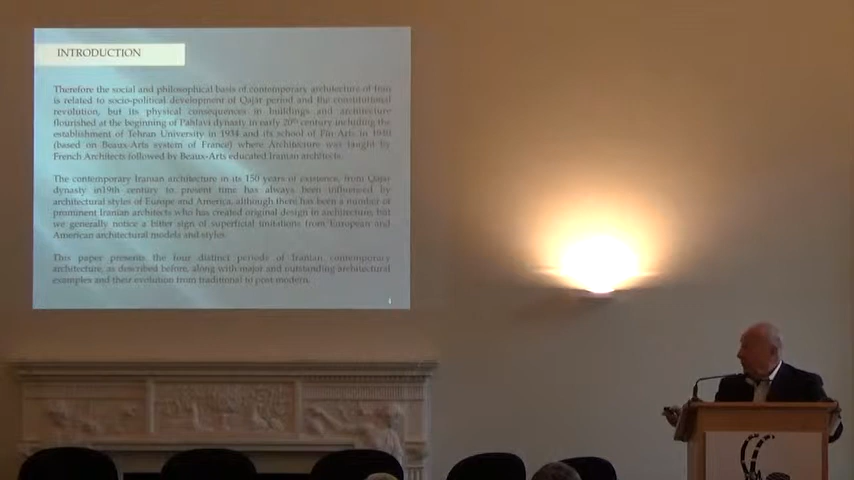 INTRODUCTION
Therefore the social and philosophical basis of contemporary architecture of Iran
is related to socio-political development of Qajar period and the constitutional
revolution, but its physical consequences in buildings and architecture
flourished at the beginning of Pahlavi dynasty in early 20th century including the
establishment of Tehran University in 1934 and its school of Fin Arts in 1940
(based on Beaux-Arts system of France) where Architecture was taught by
French Architects followed by Beaux-Arts educated Iranian architects.
The contemporary Iranian architecture in its 150 years of existence, from Qajar
dynasty in19th century to present time has always been influenced by
architectural styles of Europe and America, although there has been a number of
prominent Iranian architects who has created original design in architecture, but
we generally notice a bitter sign of superficial imitations from European and
American architectural models and styles.
This paper presents the four distinct periods of Iranian contemporary
architecture, as described before, along with major and outstanding architectural
examples and their evolution from traditional to post-modern.
4